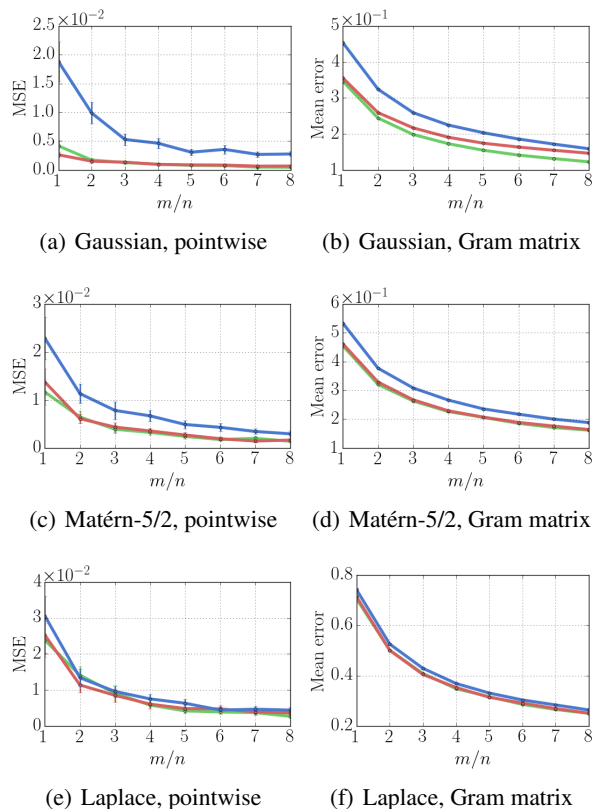 ×10⁻²
2.5
2.0
1.5
1.0
0.5
0.0
MSE
1 2 3 4 5 6 7 8
m/n
(a) Gaussian, pointwise
×10⁻¹
5
4
3
2
1
Mean error
1 2 3 4 5 6 7 8
m/n
(b) Gaussian, Gram matrix
×10⁻²
3
2
1
0
MSE
1 2 3 4 5 6 7 8
m/n
(c) Matérn-5/2, pointwise
×10⁻¹
6
5
4
3
2
1
Mean error
1 2 3 4 5 6 7 8
m/n
(d) Matérn-5/2, Gram matrix
×10⁻²
4
3
2
1
0
MSE
1 2 3 4 5 6 7 8
m/n
(e) Laplace, pointwise
0.8
0.6
0.4
0.2
Mean error
1 2 3 4 5 6 7 8
m/n
(f) Laplace, Gram matrix